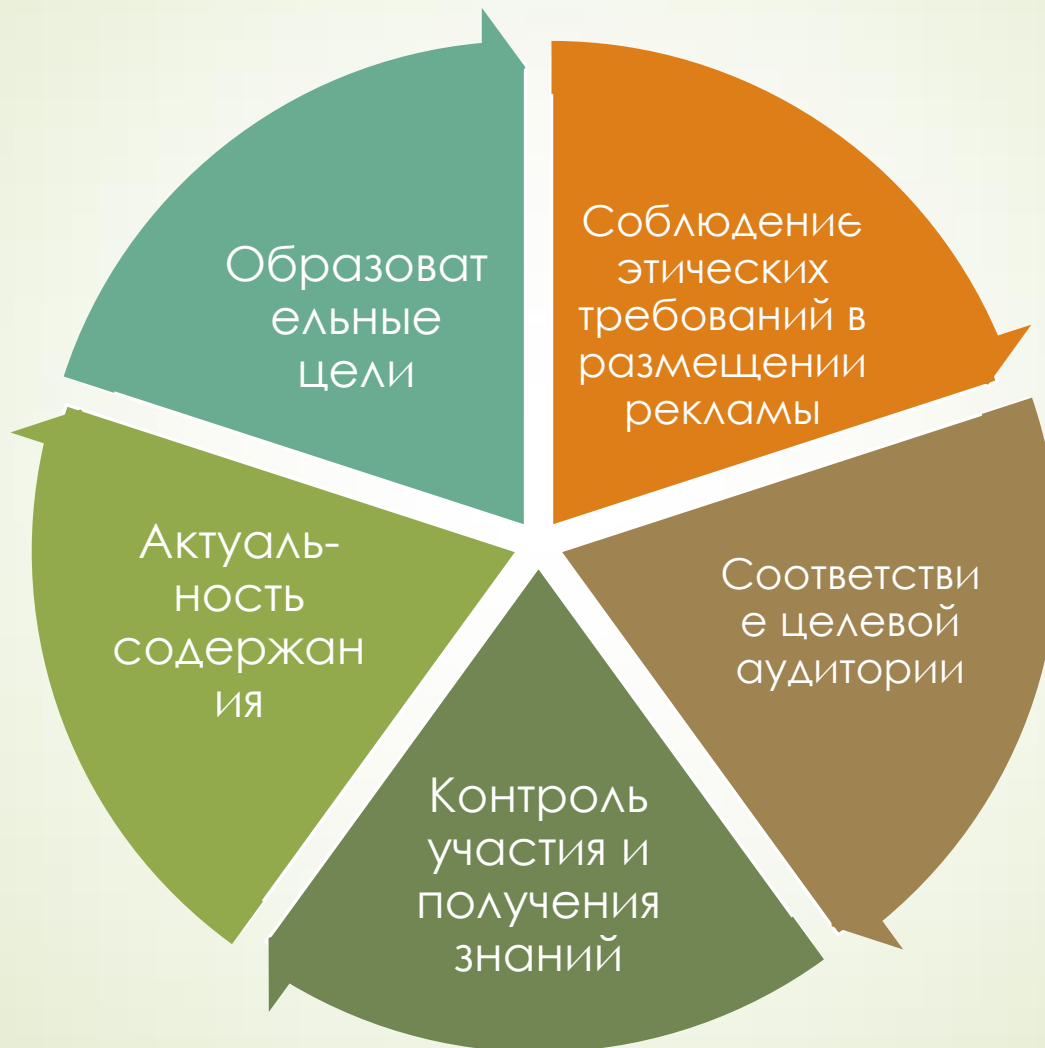 Образоват
ельные
цели
Соблюдение
этических
требований в
размещении
рекламы
Соответстви
е целевой
аудитории
Контроль
участия и
получения
знаний
Актуаль-
ность
содержан
ия